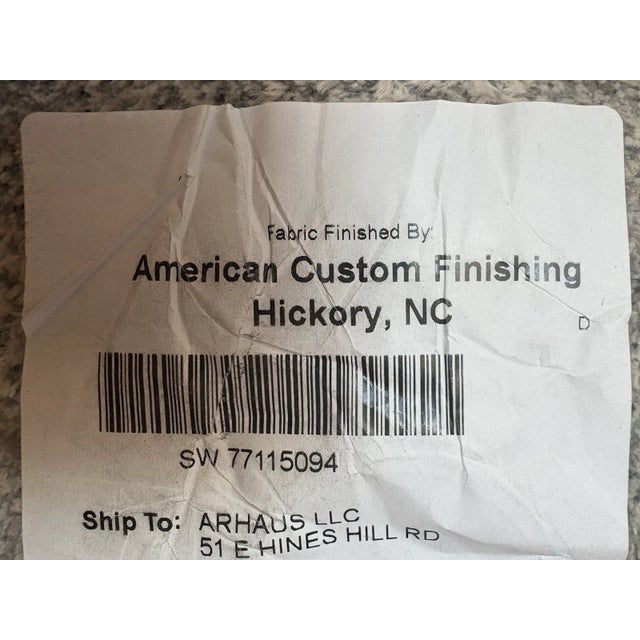 Fabric Finished By:
American Custom Finishing
Hickory, NC
D
SW 77115094
Ship To: ARHAUS LLC
51 E HINES HILL RD